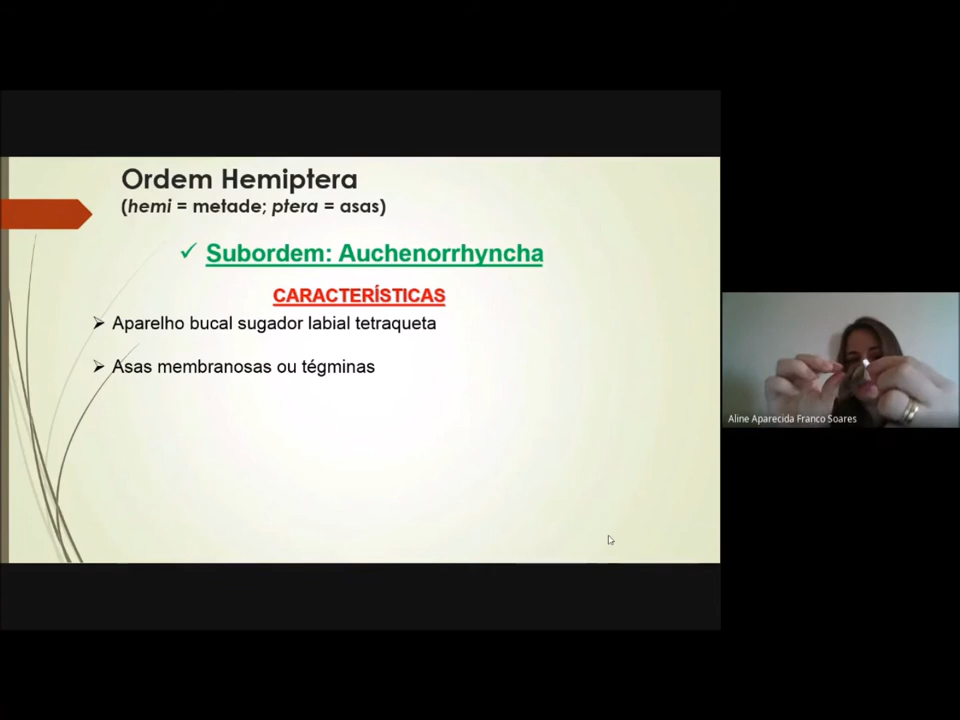 Ordem Hemiptera
(hemi = metade; ptera = asas)
✓ Subordem: Auchenorrhyncha
CARACTERÍSTICAS
➢ Aparelho bucal sugador labial tetraqueta
➢ Asas membranosas ou tégminas
Aline Aparecida Franco Soares